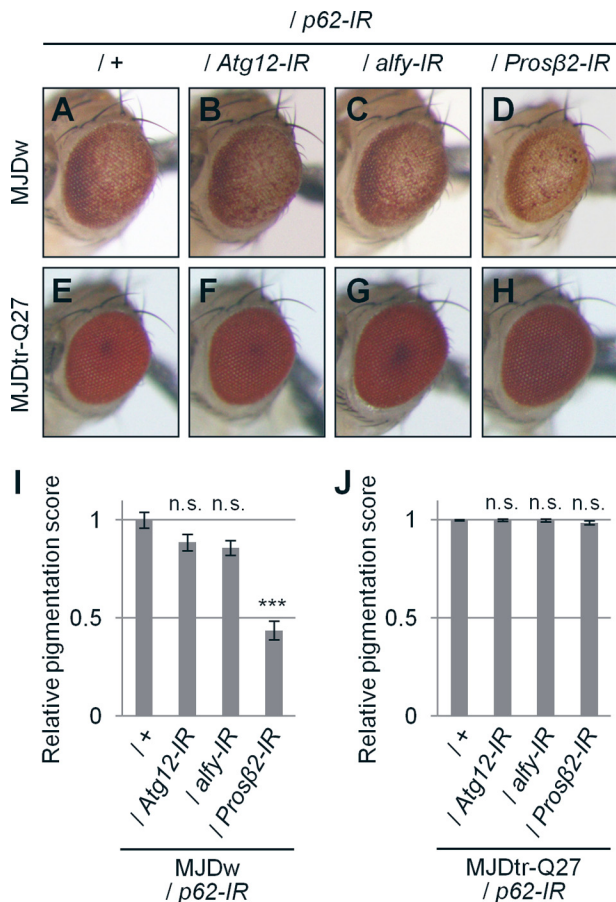 / p62-IR
/ + / Atg12-IR / alfy-IR / Prosβ2-IR
A B C D
MJDw
E F G H
MJDtr-Q27
I J
n.s. n.s. n.s. n.s. n.s.
Relative pigmentation score Relative pigmentation score
1 1
***
0.5 0.5
0 0
/ + / Atg12-IR / alfy-IR / Prosβ2-IR / + / Atg12-IR / alfy-IR / Prosβ2-IR
MJDw MJDtr-Q27
/ p62-IR / p62-IR